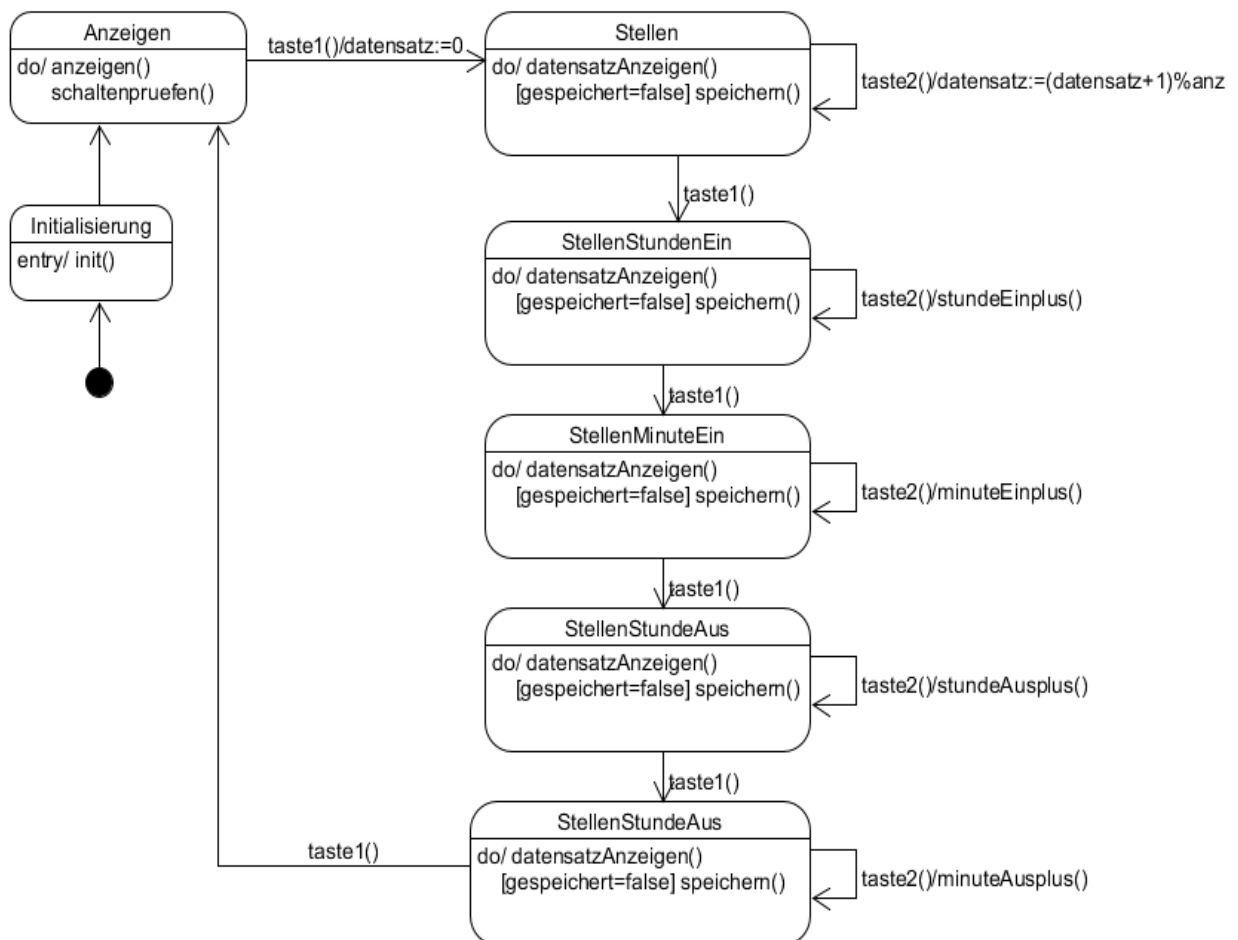 Anzeigen
do/ anzeigen()
schaltenpruefen()
taste1()/datensatz:=0
Stellen
do/ datensatzAnzeigen()
[gespeichert=false] speichern()
taste2()/datensatz:=(datensatz+1)%anz
taste1()
Initialisierung
entry/ init()
StellenStundenEin
do/ datensatzAnzeigen()
[gespeichert=false] speichern()
taste2()/stundeEinplus()
taste1()
StellenMinuteEin
do/ datensatzAnzeigen()
[gespeichert=false] speichern()
taste2()/minuteEinplus()
taste1()
StellenStundeAus
do/ datensatzAnzeigen()
[gespeichert=false] speichern()
taste2()/stundeAusplus()
taste1()
StellenStundeAus
do/ datensatzAnzeigen()
[gespeichert=false] speichern()
taste2()/minuteAusplus()
taste1()